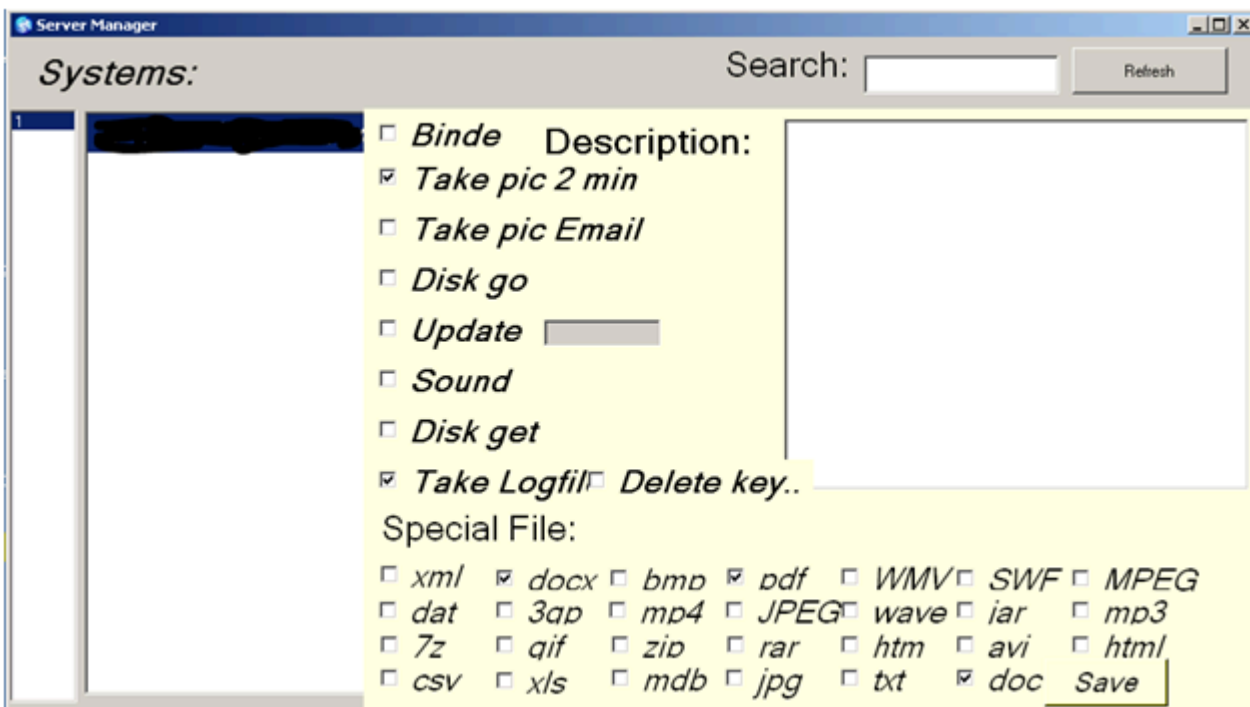 Server Manager
Systems:
Search:
Refresh
1
Binde
Description:
Take pic 2 min
Take pic Email
Disk go
Update
Sound
Disk get
Take Logfil
Delete key..
Special File:
xml docx bmp pdf WMV SWF MPEG
dat 3gp mp4 JPEG wave jar mp3
7z gif zip rar htm avi html
csv xls mdb jpg txt doc Save